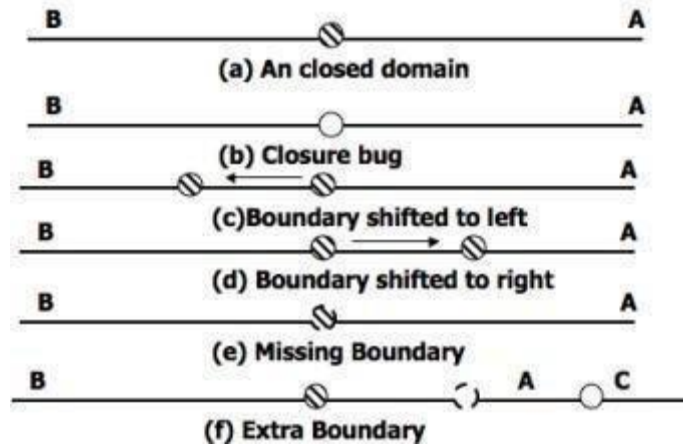 B A
(a) An closed domain
B A
(b) Closure bug
B A
(c)Boundary shifted to left
B A
(d) Boundary shifted to right
B A
(e) Missing Boundary
B A C
(f) Extra Boundary